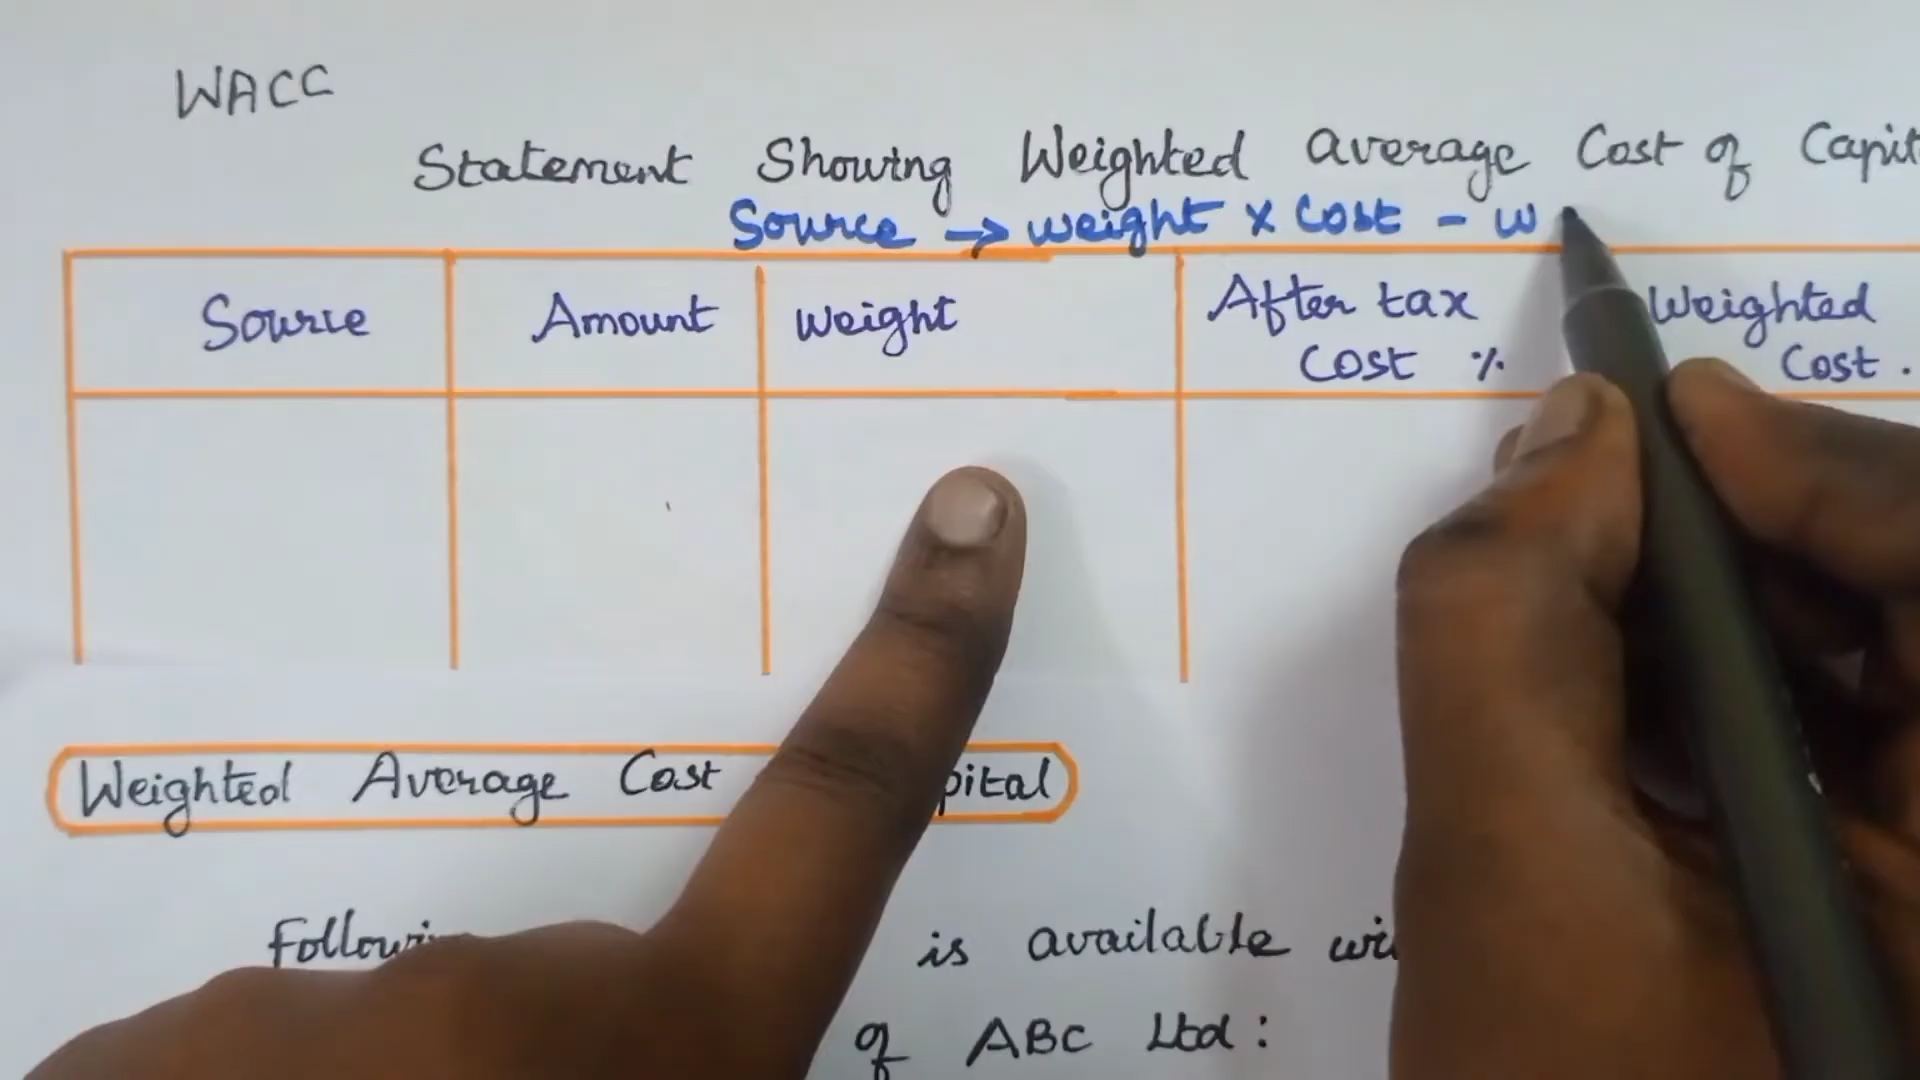 WACC
Statement Showing Weighted Average Cost of Capit
Source → weight x Cost - w
Source Amount Weight After tax Cost % Weighted Cost .
Weighted Average Cost pital
Following is available wi
of ABC Ltd: